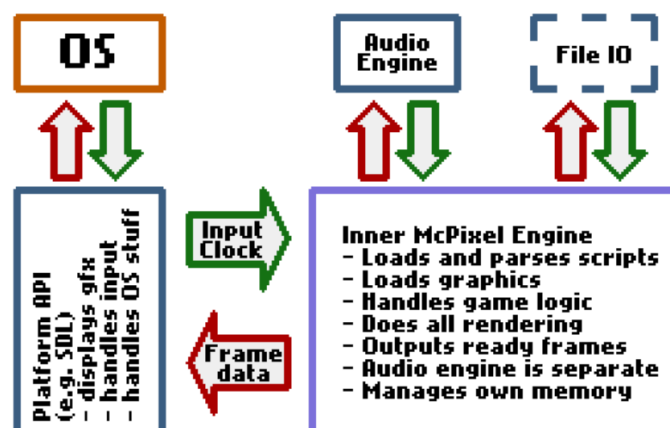 OS
Audio
Engine
File IO
Platform API
(e.g. SDL)
- displays gfx
- handles input
- handles OS stuff
Input
Clock
Frame
data
Inner McPixel Engine
- Loads and parses scripts
- Loads graphics
- Handles game logic
- Does all rendering
- Outputs ready frames
- Audio engine is separate
- Manages own memory